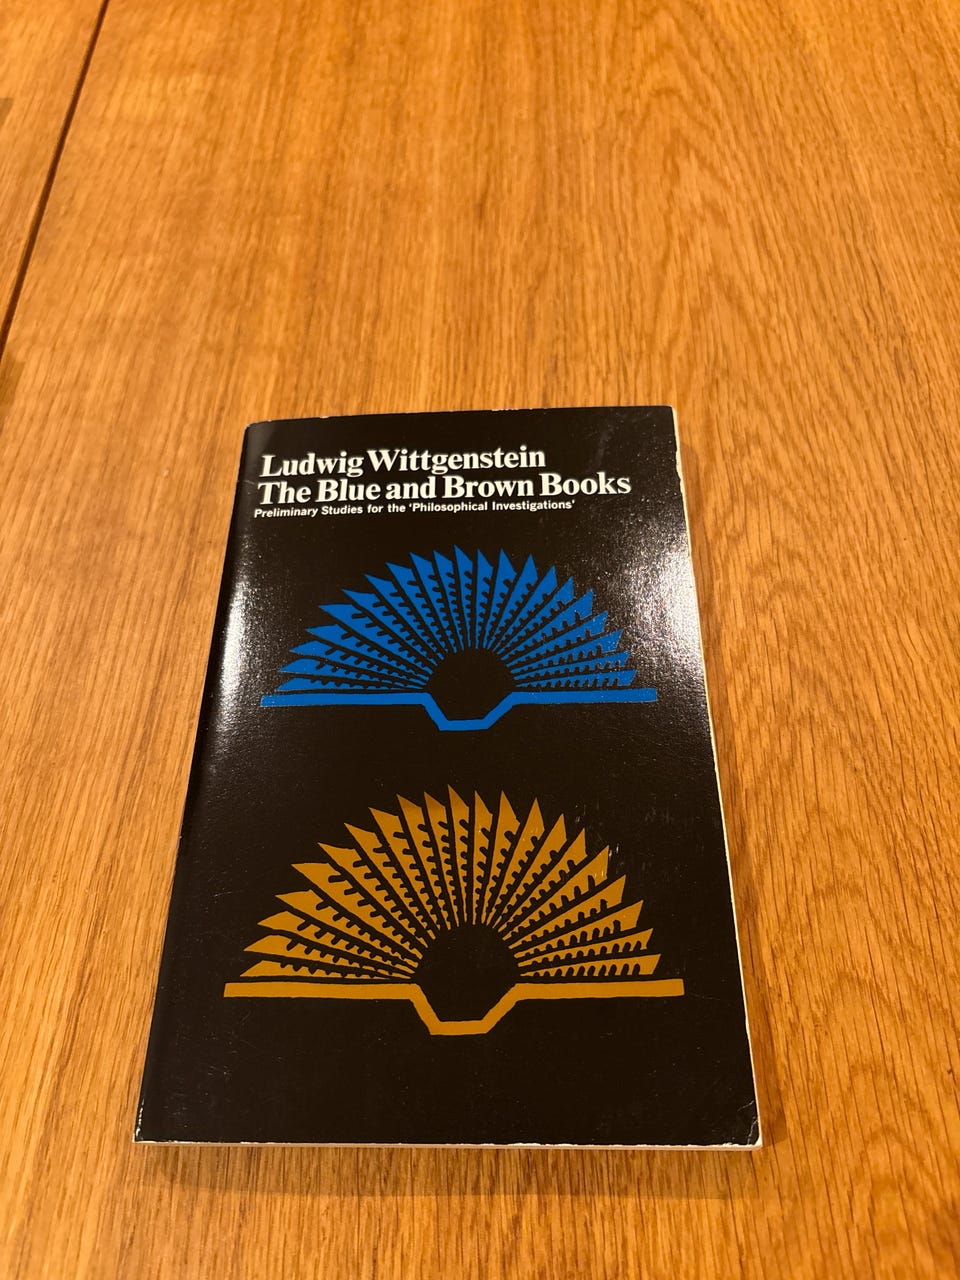 Ludwig Wittgenstein
The Blue and Brown Books
Preliminary Studies for the 'Philosophical Investigations'